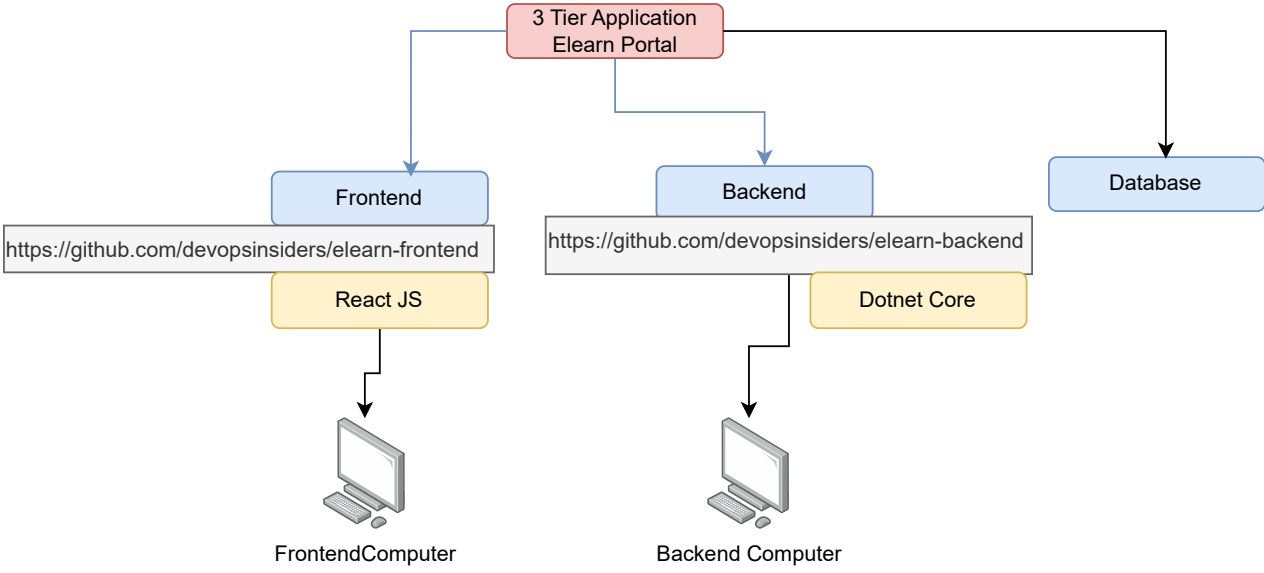 3 Tier Application
Elearn Portal
Frontend
Backend
Database
https://github.com/devopsinsiders/elearn-frontend
https://github.com/devopsinsiders/elearn-backend
React JS
Dotnet Core
FrontendComputer
Backend Computer